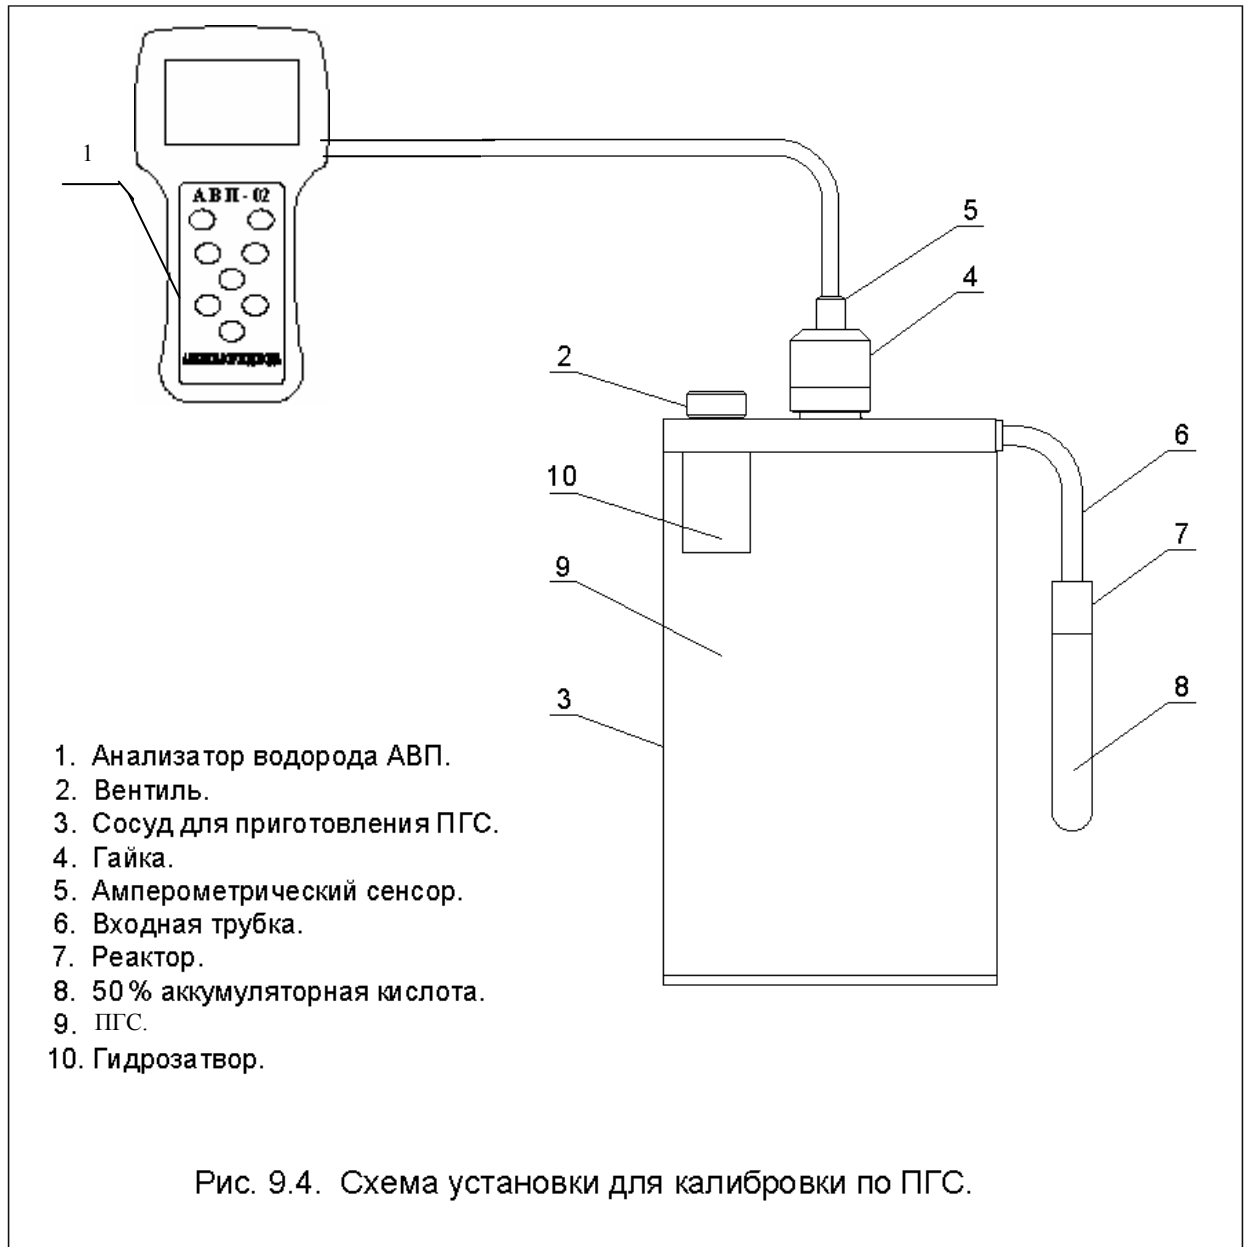 1
АВП-02
5
4
2
6
10
7
9
8
3
1. Анализатор водорода АВП.
2. Вентиль.
3. Сосуд для приготовления ПГС.
4. Гайка.
5. Амперометрический сенсор.
6. Входная трубка.
7. Реактор.
8. 50% аккумуляторная кислота.
9. ПГС.
10. Гидрозатвор.
Рис. 9.4. Схема установки для калибровки по ПГС.